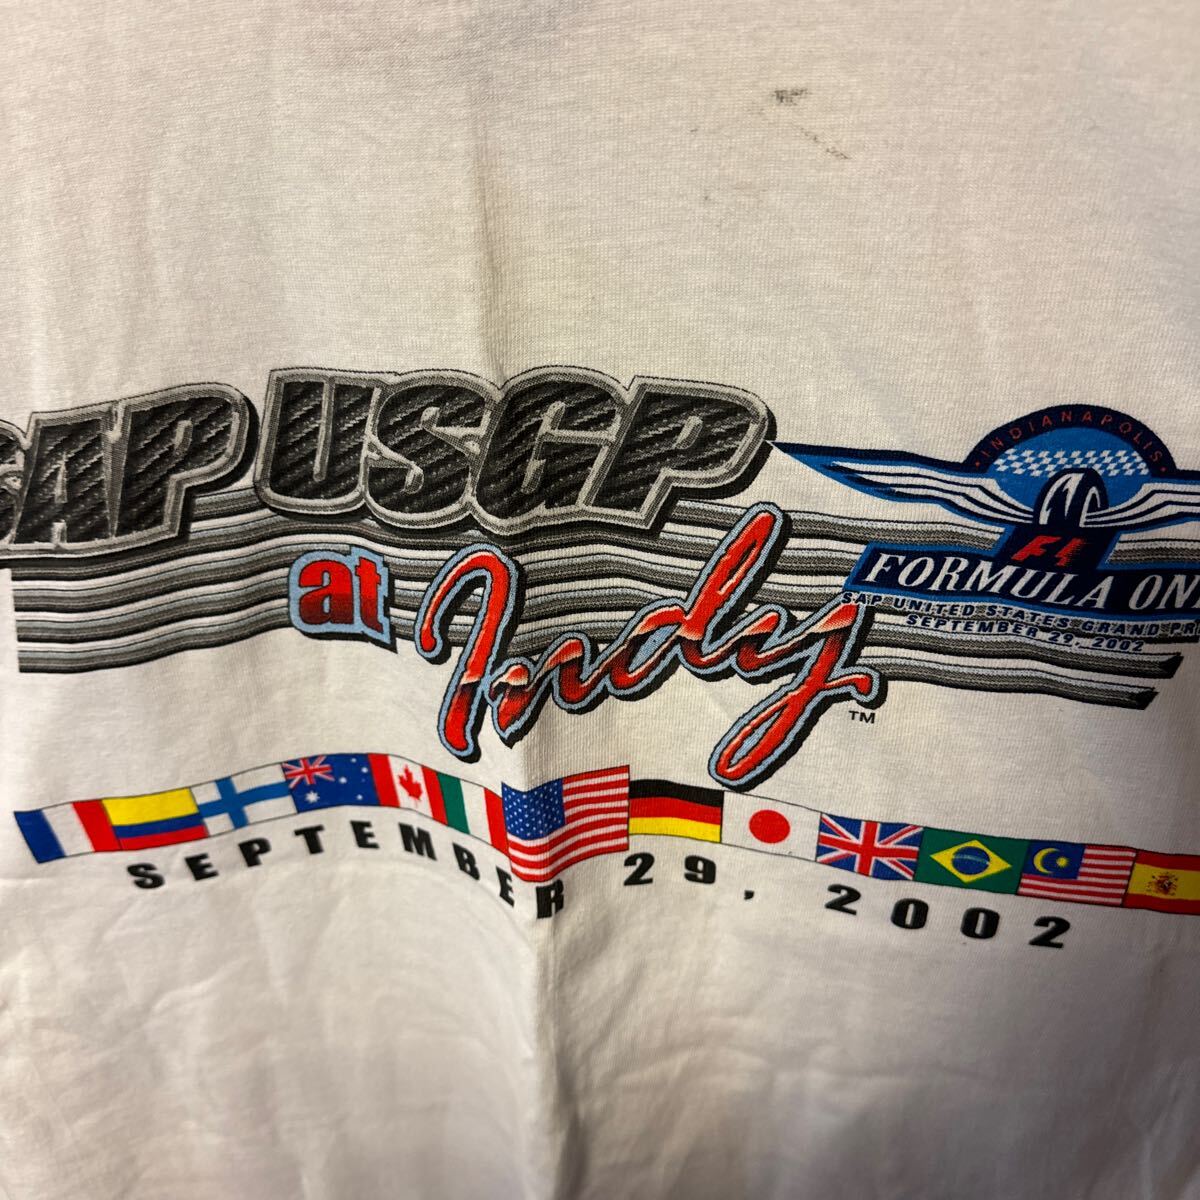 SAP USGP
at Indy
TM
INDIANAPOLIS
F1
FORMULA ON
SAP UNITED STATES GRAND PR
SEPTEMBER 29, 2002
SEPTEMBER 29, 2002